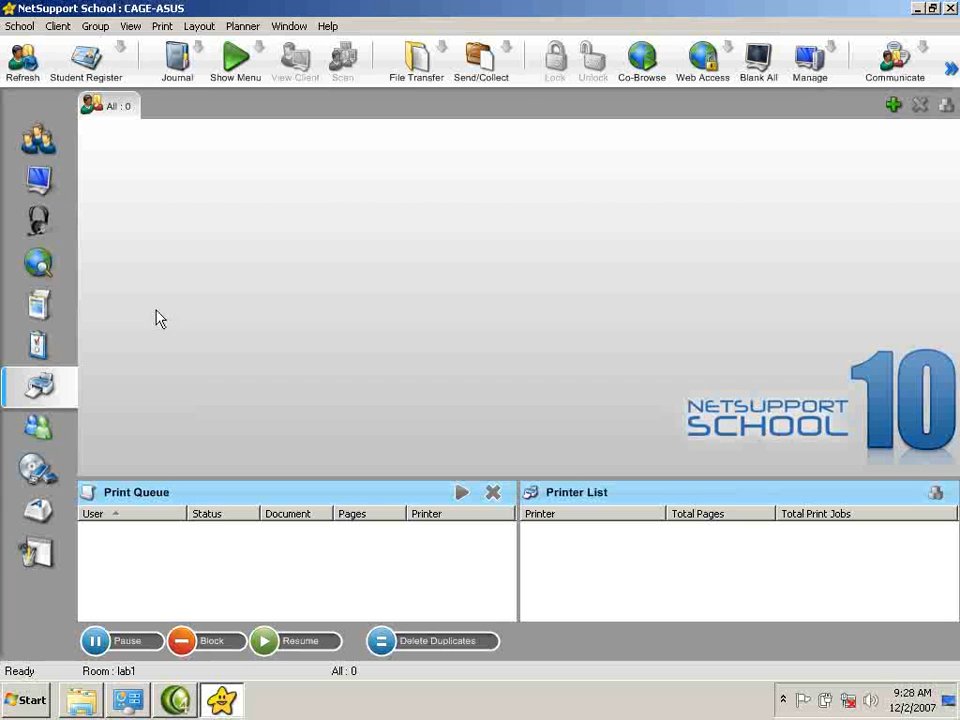 NetSupport School : CAGE-ASUS
School Client Group View Print Layout Planner Window Help
Refresh Student Register Journal Show Menu View Client Scan File Transfer Send/Collect Lock Unlock Co-Browse Web Access Blank All Manage Communicate
All : 0
NETSUPPORT
SCHOOL
10
Print Queue
Printer List
User Status Document Pages Printer
Printer Total Pages Total Print Jobs
Pause Block Resume Delete Duplicates
Ready Room : lab1 All : 0
Start
9:28 AM
12/2/2007